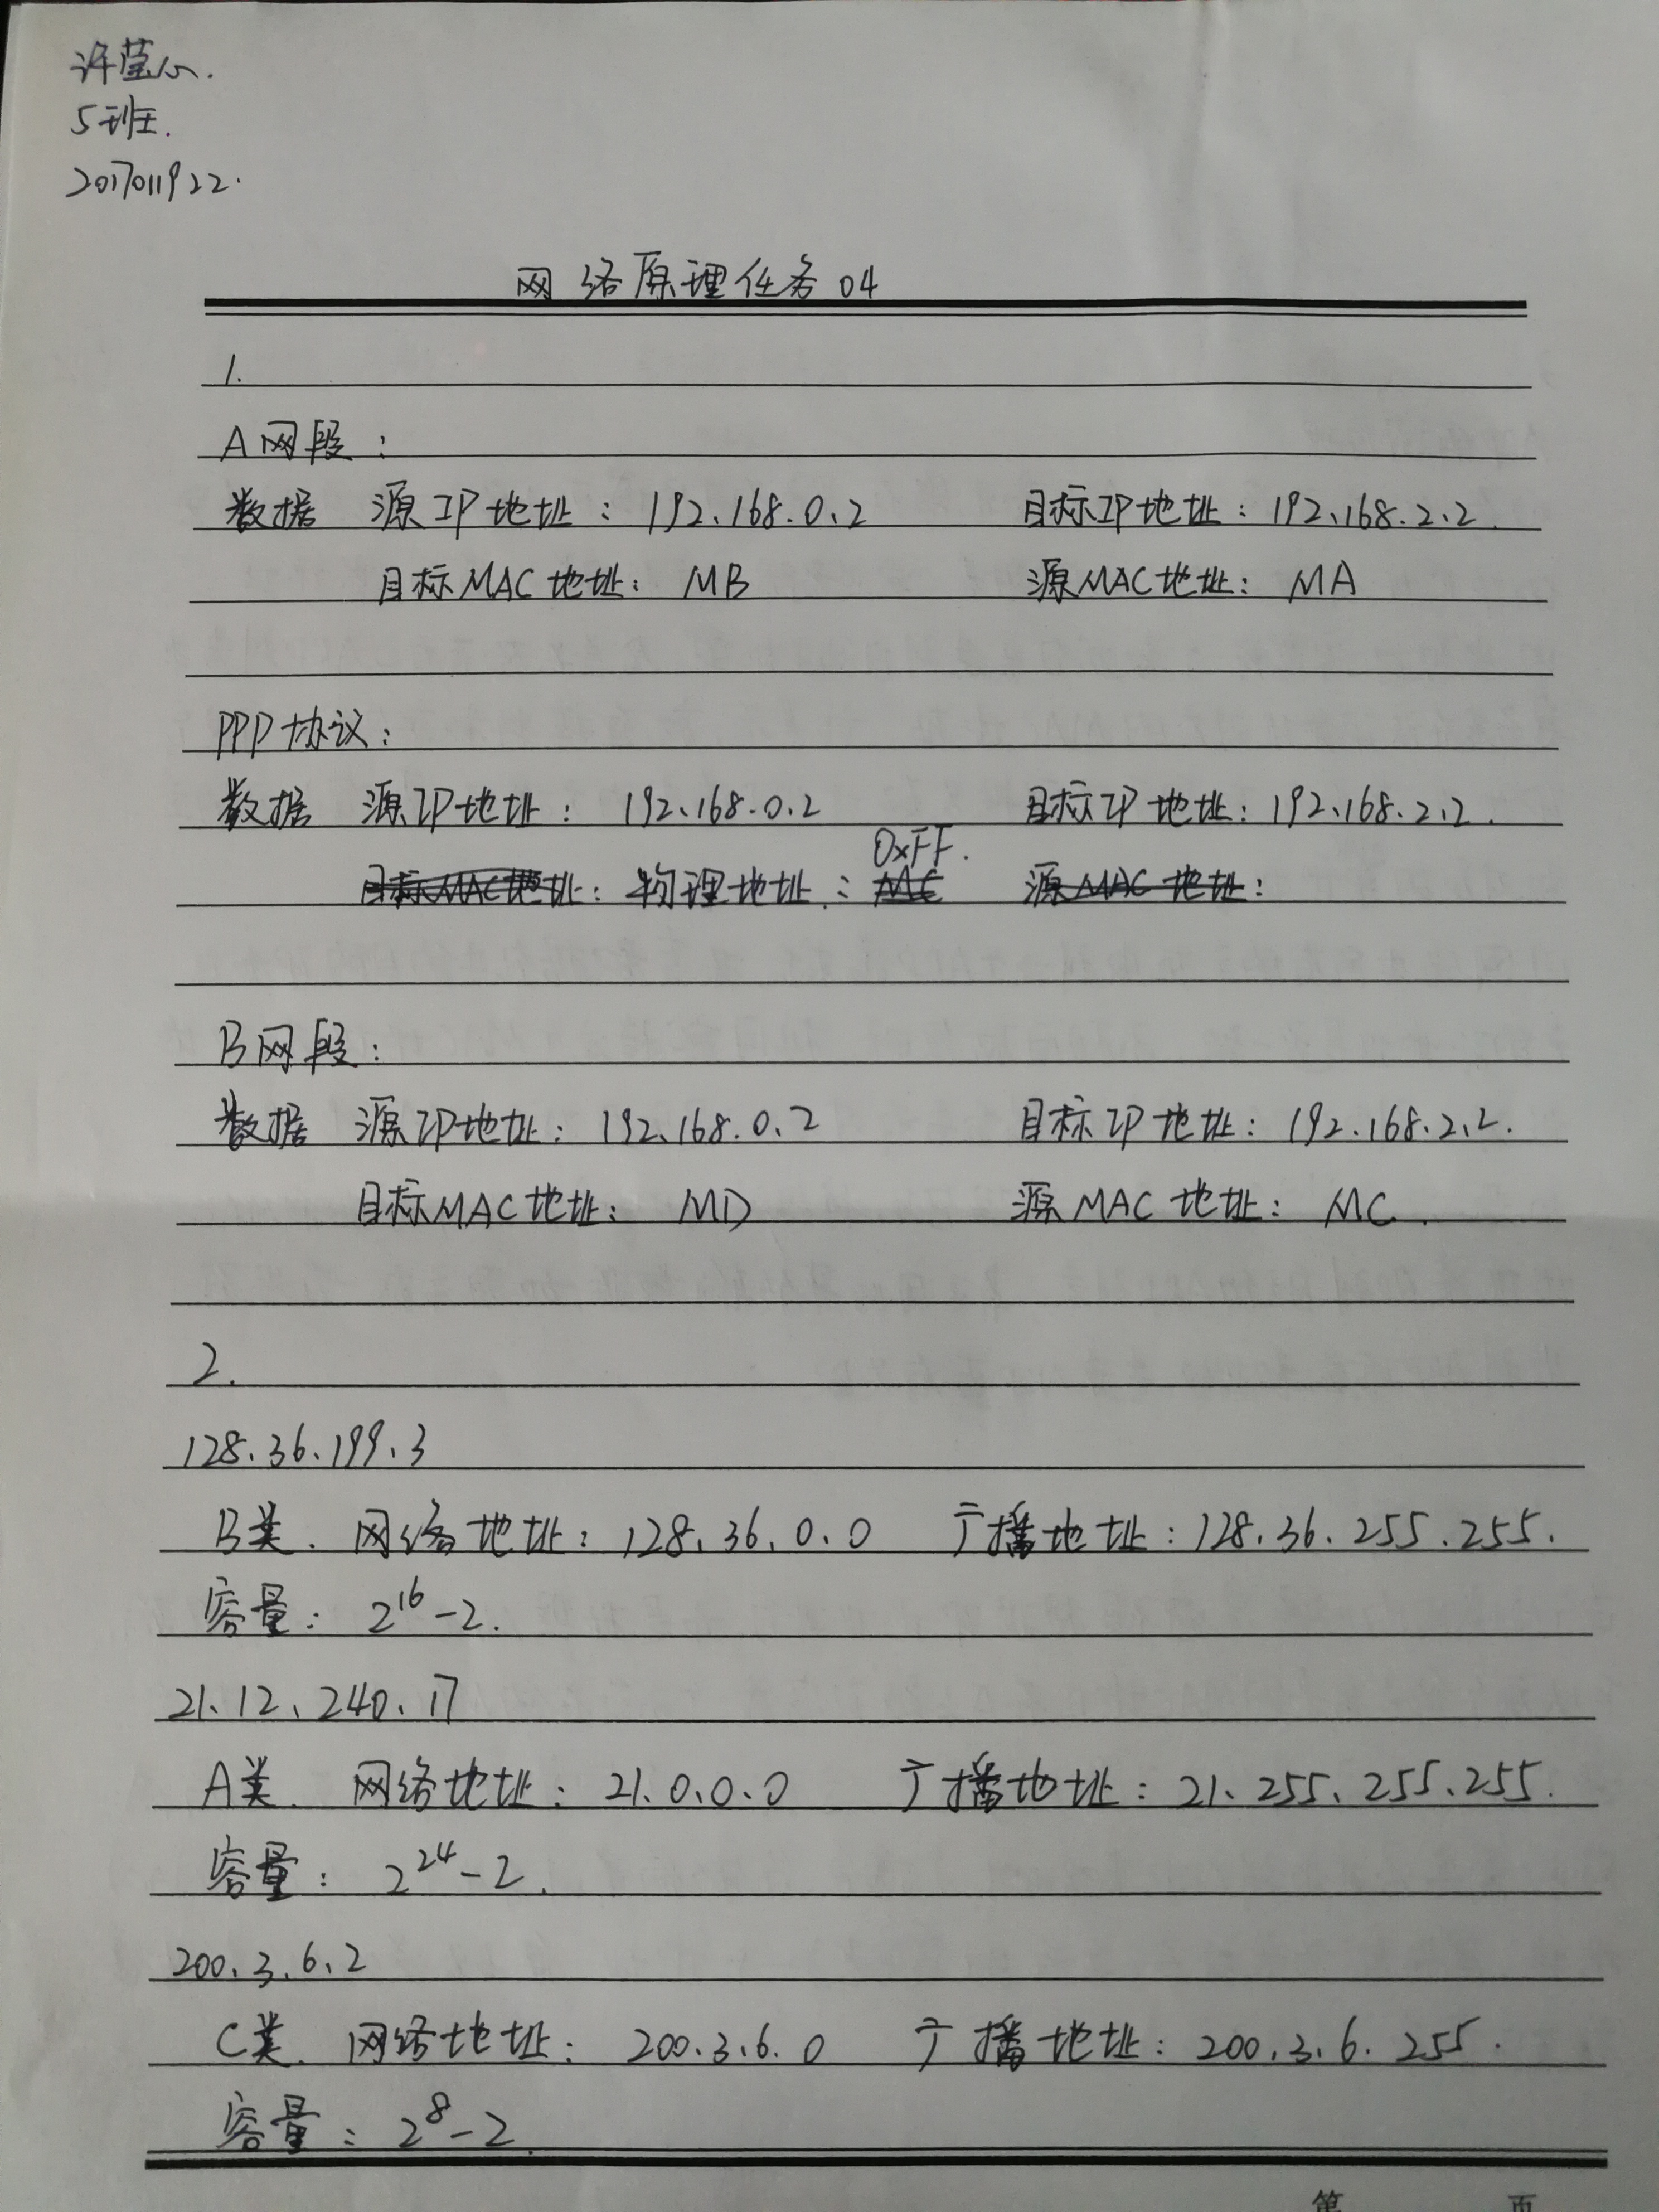 许莹心.
5班.
2017011922.
网络原理任务04
1.
A网段:
数据 源IP地址: 192.168.0.2 目标IP地址: 192.168.2.2.
目标MAC地址: MB 源MAC地址: MA
PPP协议:
数据 源IP地址: 192.168.0.2 目标IP地址: 192.168.2.2.
0xFF.
目标MAC地址: 物理地址: MC 源MAC地址:
B网段:
数据 源IP地址: 192.168.0.2 目标IP地址: 192.168.2.2.
目标MAC地址: MD 源MAC地址: MC.
2.
128.36.199.3
B类. 网络地址: 128.36.0.0 广播地址: 128.36.255.255.
容量: 2^16-2.
21.12.240.17
A类. 网络地址: 21.0.0.0 广播地址: 21.255.255.255.
容量: 2^24-2.
200.3.6.2
C类. 网络地址: 200.3.6.0 广播地址: 200.3.6.255.
容量: 2^8-2.
第 页